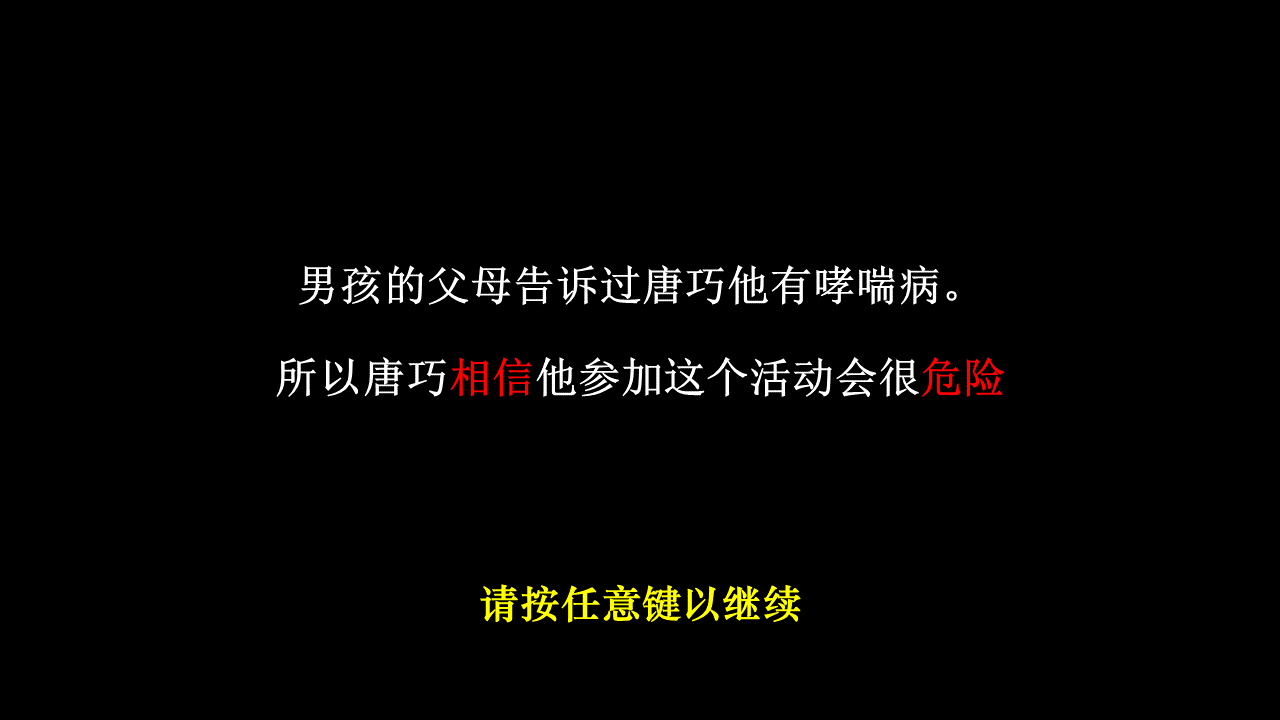 男孩的父母告诉过唐巧他有哮喘病。
所以唐巧相信他参加这个活动会很危险
请按任意键以继续